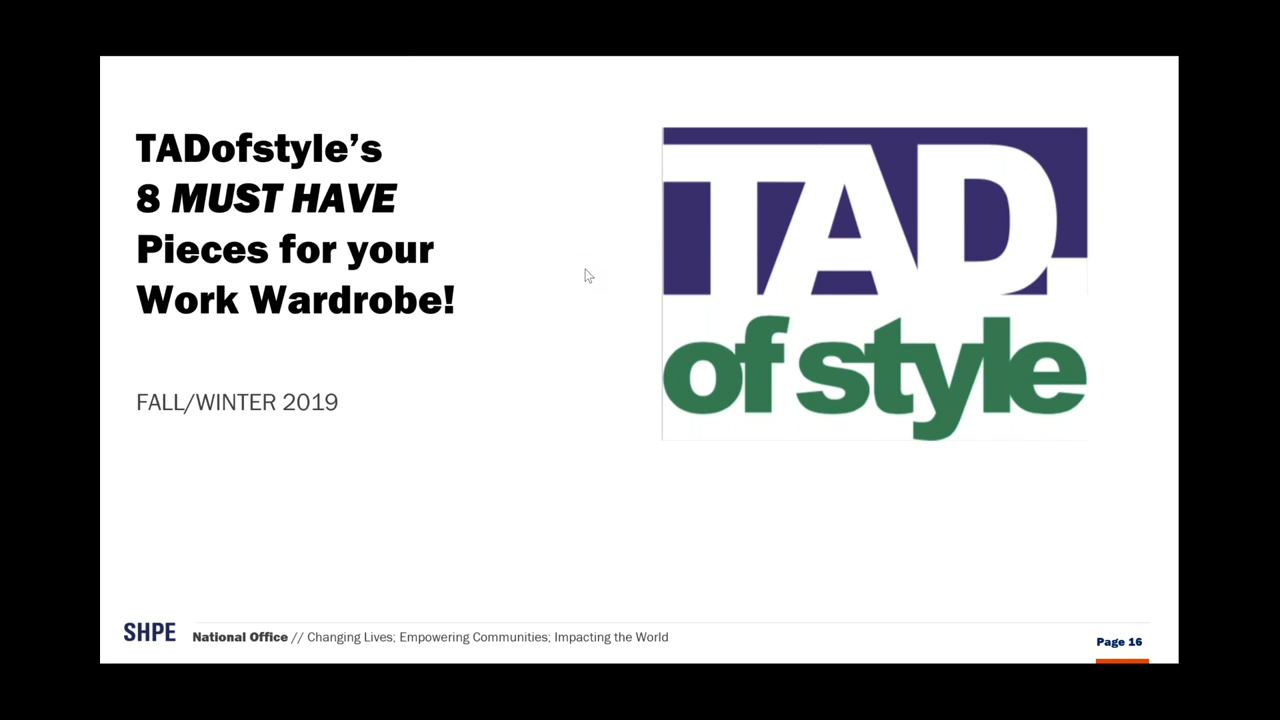 TADofstyle’s
8 MUST HAVE
Pieces for your
Work Wardrobe!
FALL/WINTER 2019
TAD
of style
SHPE
National Office // Changing Lives; Empowering Communities; Impacting the World
Page 16